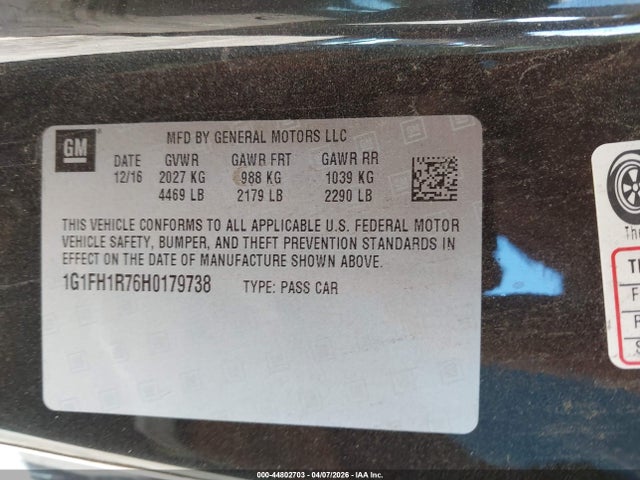 GM
MFD BY GENERAL MOTORS LLC
DATE GVWR GAWR FRT GAWR RR
12/16 2027 KG 988 KG 1039 KG
4469 LB 2179 LB 2290 LB
THIS VEHICLE CONFORMS TO ALL APPLICABLE U.S. FEDERAL MOTOR
VEHICLE SAFETY, BUMPER, AND THEFT PREVENTION STANDARDS IN
EFFECT ON THE DATE OF MANUFACTURE SHOWN ABOVE.
1G1FH1R76H0179738 TYPE: PASS CAR
000-44802703 - 04/07/2026 - IAA Inc.